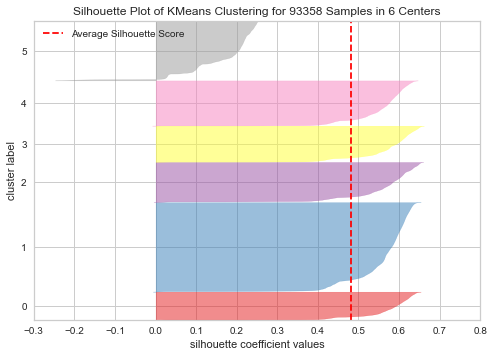 Silhouette Plot of KMeans Clustering for 93358 Samples in 6 Centers
Average Silhouette Score
cluster label
5
4
3
2
1
0
-0.3 -0.2 -0.1 0.0 0.1 0.2 0.3 0.4 0.5 0.6 0.7 0.8
silhouette coefficient values